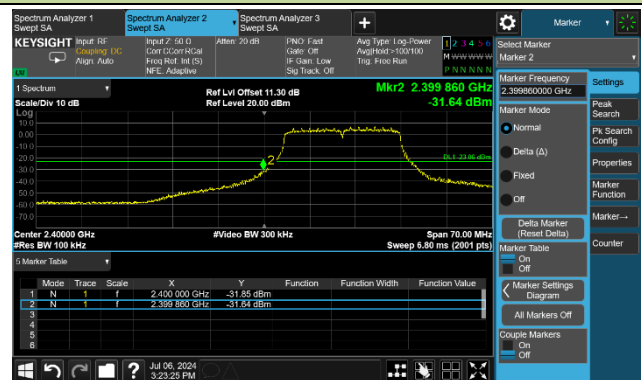 Spectrum Analyzer 1
Swept SA
Spectrum Analyzer 2
Swept SA
Spectrum Analyzer 3
Swept SA
+
Marker
KEYSIGHT
Input: RF
Coupling: DC
Align: Auto
Input Z: 50 Ω
Corr CCorr RCal
Freq Ref: Int (S)
NFE: Adaptive
Atten: 20 dB
PNO: Fast
Gate: Off
IF Gain: Low
Sig Track: Off
Avg Type: Log-Power
Avg|Hold:>100/100
Trig: Free Run
1 2 3 4 5 6
M W W W W W
P N N N N N
LW
Select Marker
Marker 2
1 Spectrum
Scale/Div 10 dB
Log
Ref Lvl Offset 11.30 dB
Ref Level 20.00 dBm
Mkr2 2.399 860 GHz
-31.64 dBm
10.0
0.00
-10.0
-20.0
-30.0
-40.0
-50.0
-60.0
-70.0
2
Center 2.40000 GHz
#Res BW 100 kHz
#Video BW 300 kHz
Span 70.00 MHz
Sweep 6.80 ms (2001 pts)
5 Marker Table
Mode Trace Scale X Y Function Function Width Function Value
1 N 1 f 2.400 000 GHz -31.85 dBm
2 N 1 f 2.399 860 GHz -31.64 dBm
3
4
5
6
Marker Frequency
2.399860000 GHz
Marker Mode
Normal
Delta (Δ)
Fixed
Off
Delta Marker
(Reset Delta)
Marker Table
On
Off
Marker Settings
Diagram
All Markers Off
Couple Markers
On
Off
Settings
Peak
Search
Pk Search
Config
Properties
Marker
Function
Marker→
Counter
?
Jul 06, 2024
3:23:25 PM